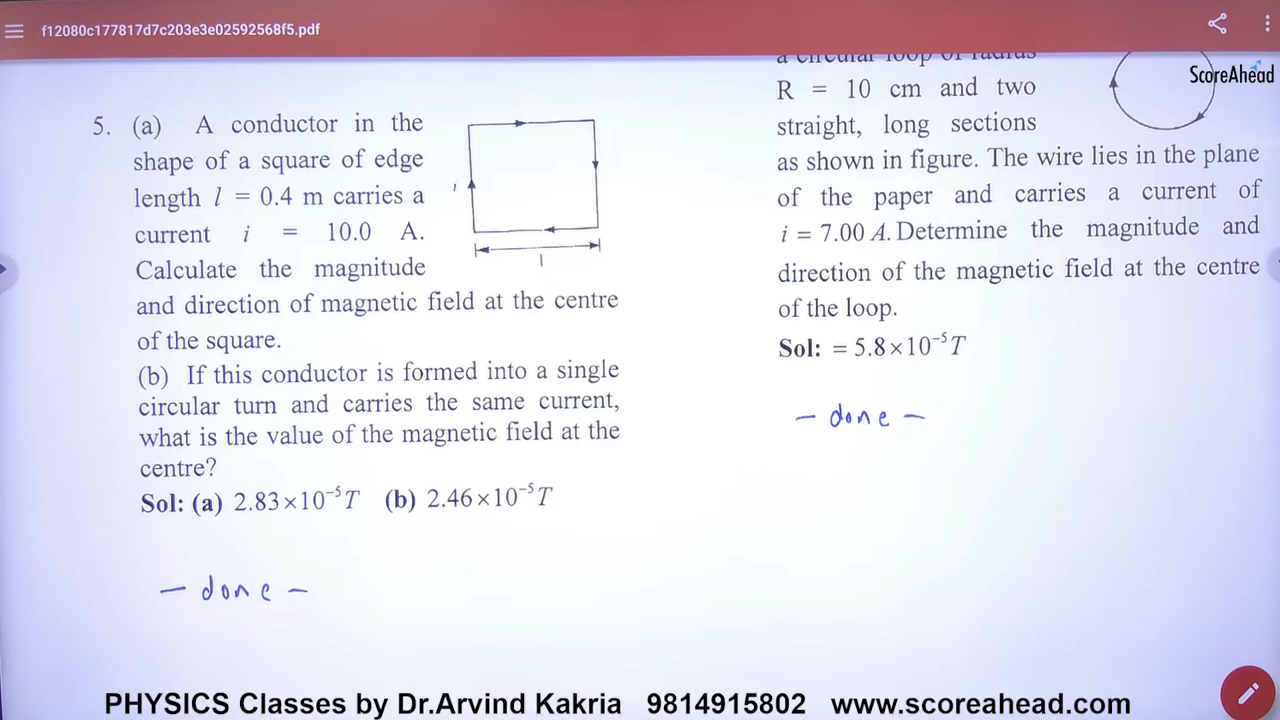 f12080c177817d7c203e3e02592568f5.pdf
ScoreAhead
5. (a) A conductor in the
shape of a square of edge
length l = 0.4 m carries a
current i = 10.0 A.
Calculate the magnitude
and direction of magnetic field at the centre
of the square.
(b) If this conductor is formed into a single
circular turn and carries the same current,
what is the value of the magnetic field at the
centre?
Sol: (a) 2.83×10⁻⁵T (b) 2.46×10⁻⁵T
i
l
- done -
a circular loop of radius
R = 10 cm and two
straight, long sections
as shown in figure. The wire lies in the plane
of the paper and carries a current of
i = 7.00 A. Determine the magnitude and
direction of the magnetic field at the centre
of the loop.
Sol: = 5.8×10⁻⁵T
- done -
PHYSICS Classes by Dr.Arvind Kakria 9814915802 www.scoreahead.com